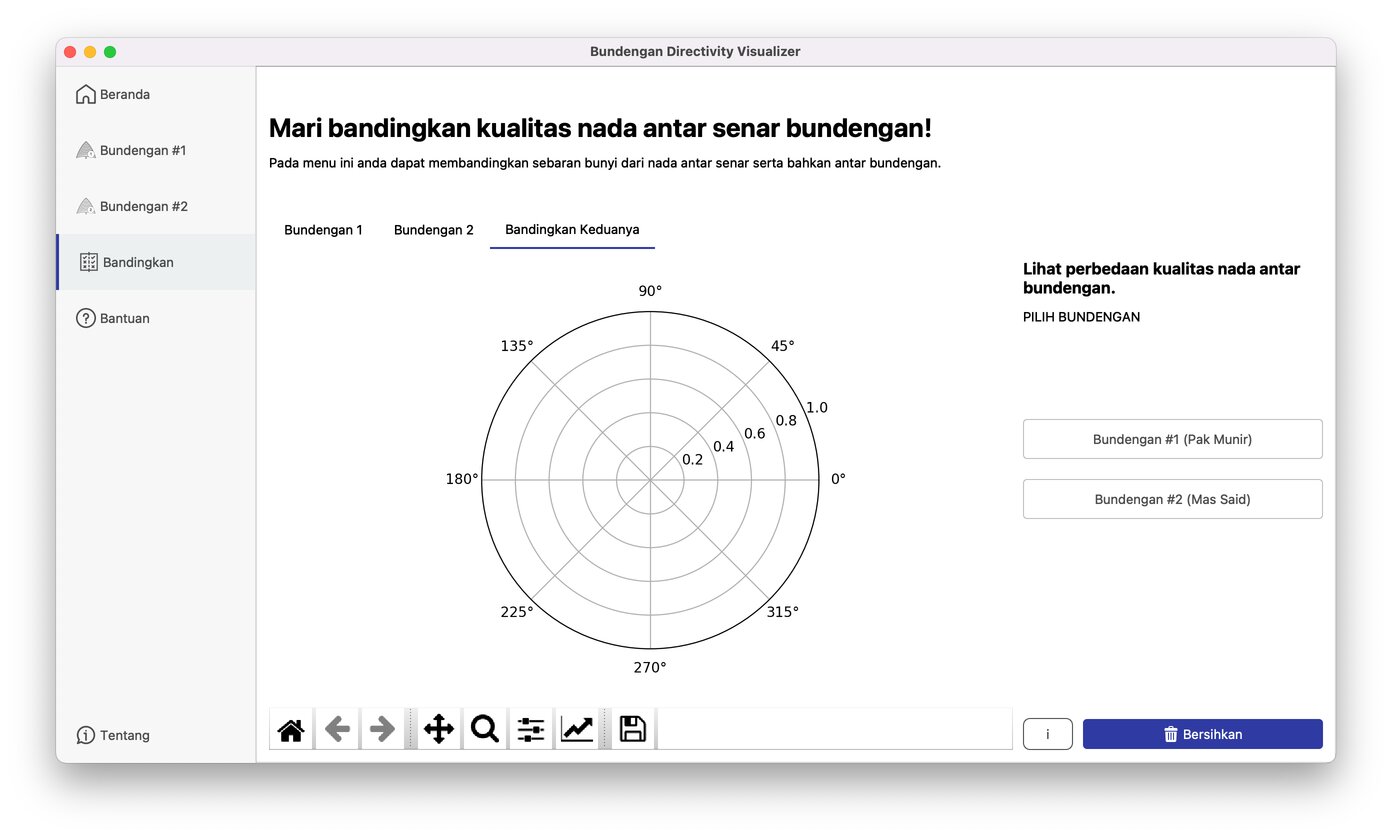 Bundengan Directivity Visualizer
Beranda
Bundengan #1
Bundengan #2
Bandingkan
Bantuan
Tentang
Mari bandingkan kualitas nada antar senar bundengan!
Pada menu ini anda dapat membandingkan sebaran bunyi dari nada antar senar serta bahkan antar bundengan.
Bundengan 1
Bundengan 2
Bandingkan Keduanya
90°
135°
45°
1.0
0.8
0.6
0.4
0.2
180°
0°
225°
315°
270°
Lihat perbedaan kualitas nada antar
bundengan.
PILIH BUNDENGAN
Bundengan #1 (Pak Munir)
Bundengan #2 (Mas Said)
i
Bersihkan